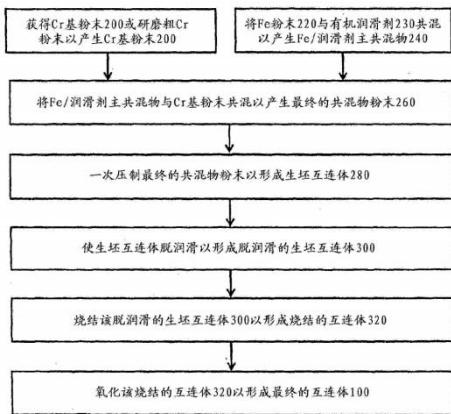 获得Cr基粉末200或研磨粗Cr
粉末以产生Cr基粉末200
将Fe粉末220与有机润滑剂230共混
以产生Fe/润滑剂主共混物240
将Fe/润滑剂主共混物与Cr基粉末共混以产生最终的共混物粉末260
一次压制最终的共混物粉末以形成生坯互连体280
使生坯互连体脱润滑以形成脱润滑的生坯互连体300
烧结该脱润滑的生坯互连体300以形成烧结的互连体320
氧化该烧结的互连体320以形成最终的互连体100